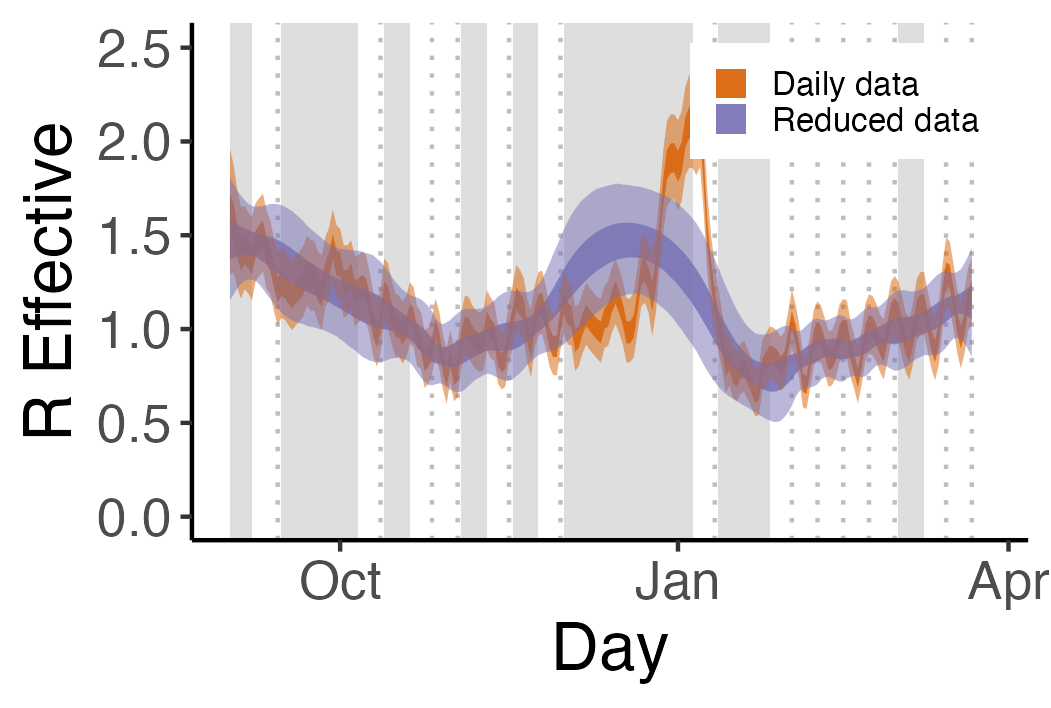 2.5
2.0
1.5
1.0
0.5
0.0
R Effective
Daily data
Reduced data
Oct
Jan
Apr
Day